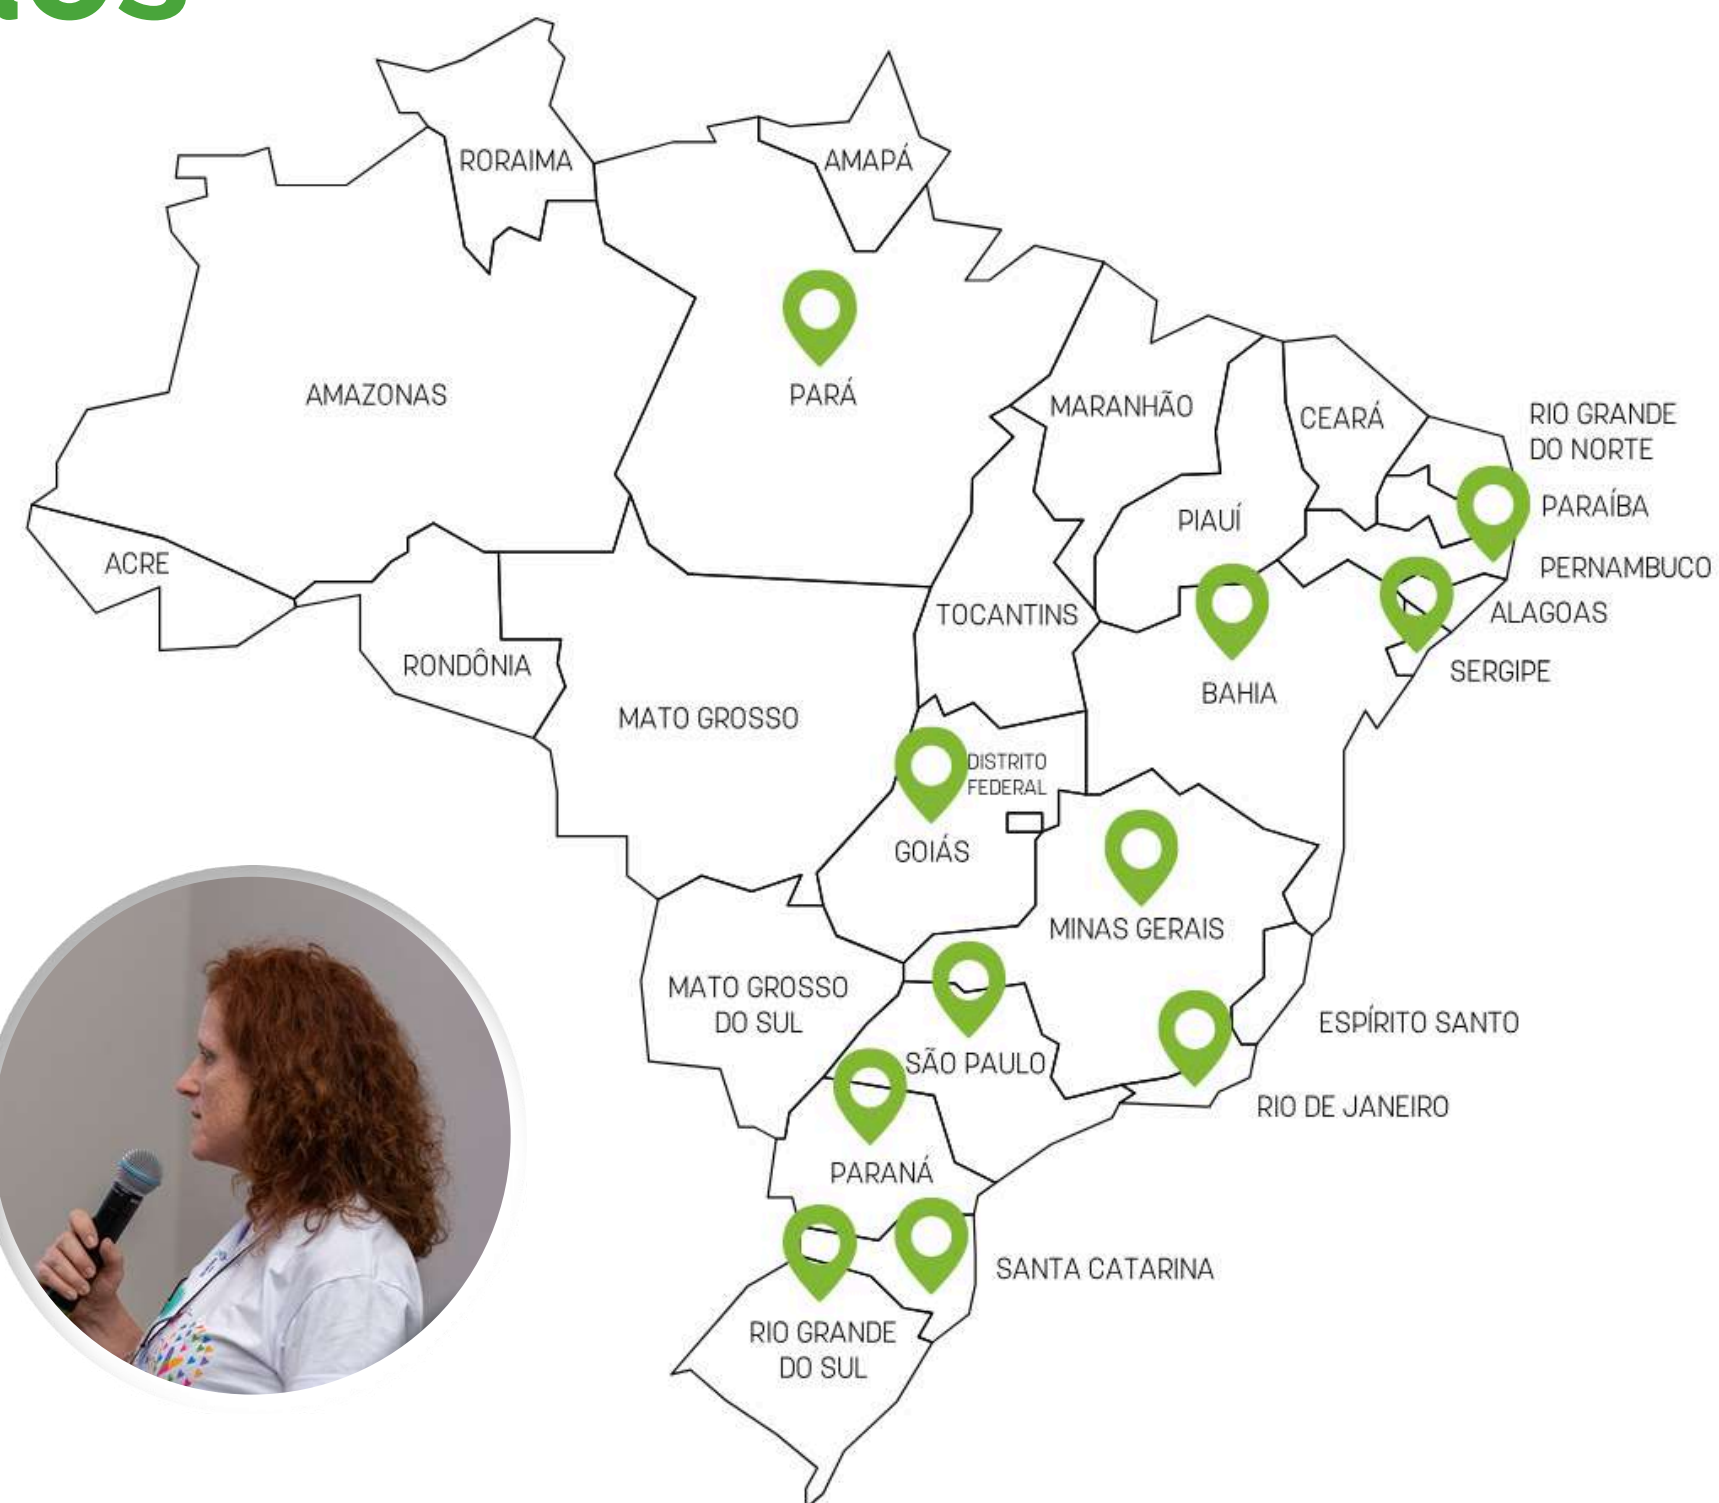 RORAIMA
AMAPÁ
AMAZONAS
PARÁ
MARANHÃO
CEARÁ
RIO GRANDE
DO NORTE
PARAÍBA
PIAUÍ
ACRE
PERNAMBUCO
TOCANTINS
ALAGOAS
RONDÔNIA
SERGIPE
BAHIA
MATO GROSSO
DISTRITO
FEDERAL
GOIÁS
MINAS GERAIS
MATO GROSSO
DO SUL
ESPÍRITO SANTO
SÃO PAULO
RIO DE JANEIRO
PARANÁ
SANTA CATARINA
RIO GRANDE
DO SUL